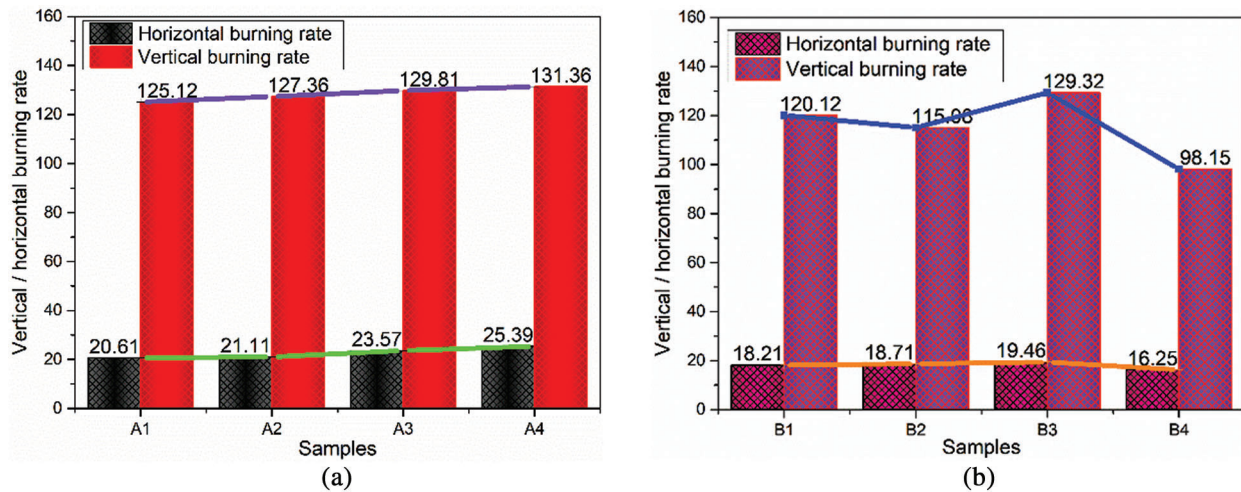 160
140
120
100
80
60
40
20
0
Vertical / horizontal burning rate
Horizontal burning rate
Vertical burning rate
125.12
127.36
129.81
131.36
20.61
21.11
23.57
25.39
A1
A2
A3
A4
Samples
(a)
160
140
120
100
80
60
40
20
0
Vertical / horizontal burning rate
Horizontal burning rate
Vertical burning rate
120.12
129.32
98.15
18.21
18.71
19.46
16.25
B1
B2
B3
B4
Samples
(b)